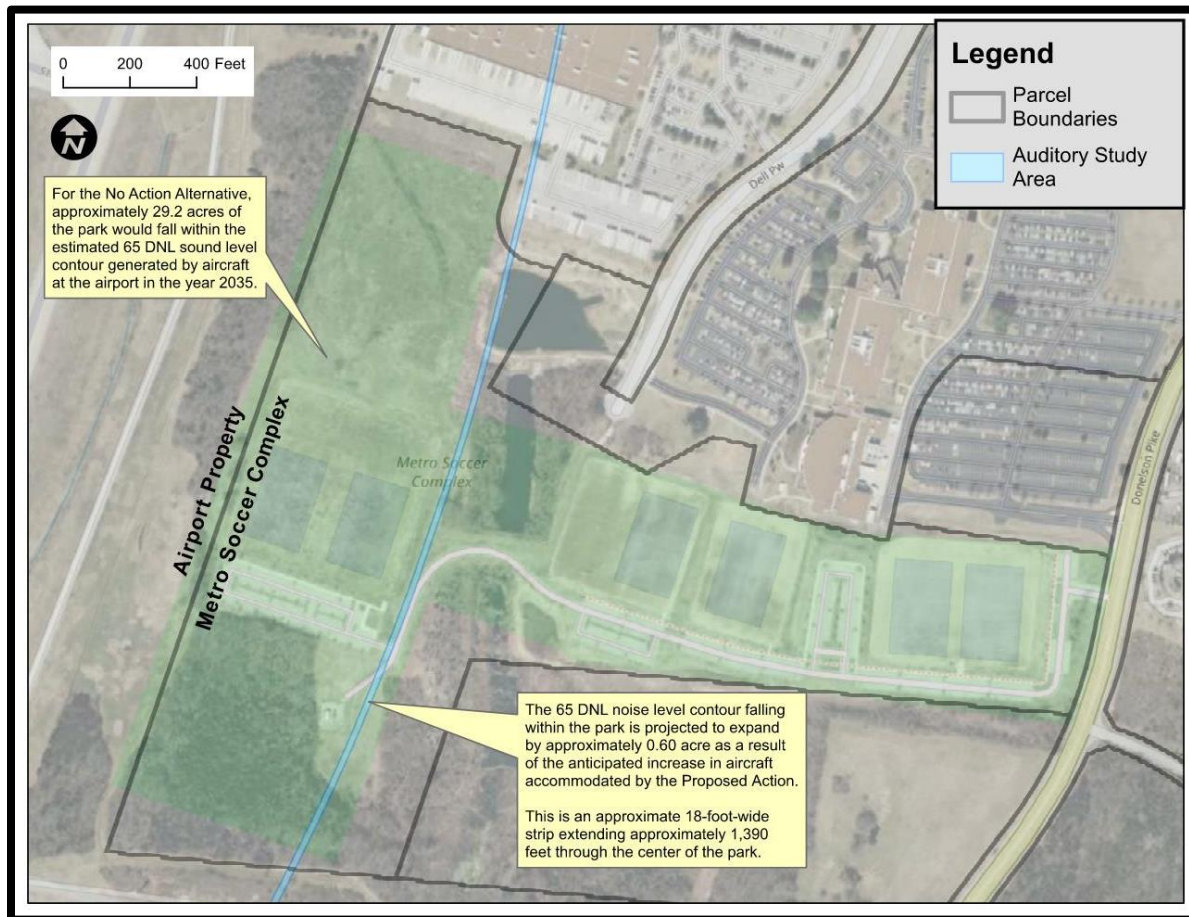 Legend
Parcel
Boundaries
Auditory Study
Area
0 200 400 Feet
N
For the No Action Alternative,
approximately 29.2 acres of
the park would fall within the
estimated 65 DNL sound level
contour generated by aircraft
at the airport in the year 2035.
Dell Pw
Metro Soccer
Complex
Airport Property
Metro Soccer Complex
Donelson Pike
The 65 DNL noise level contour falling
within the park is projected to expand
by approximately 0.60 acre as a result
of the anticipated increase in aircraft
accommodated by the Proposed Action.
This is an approximate 18-foot-wide
strip extending approximately 1,390
feet through the center of the park.